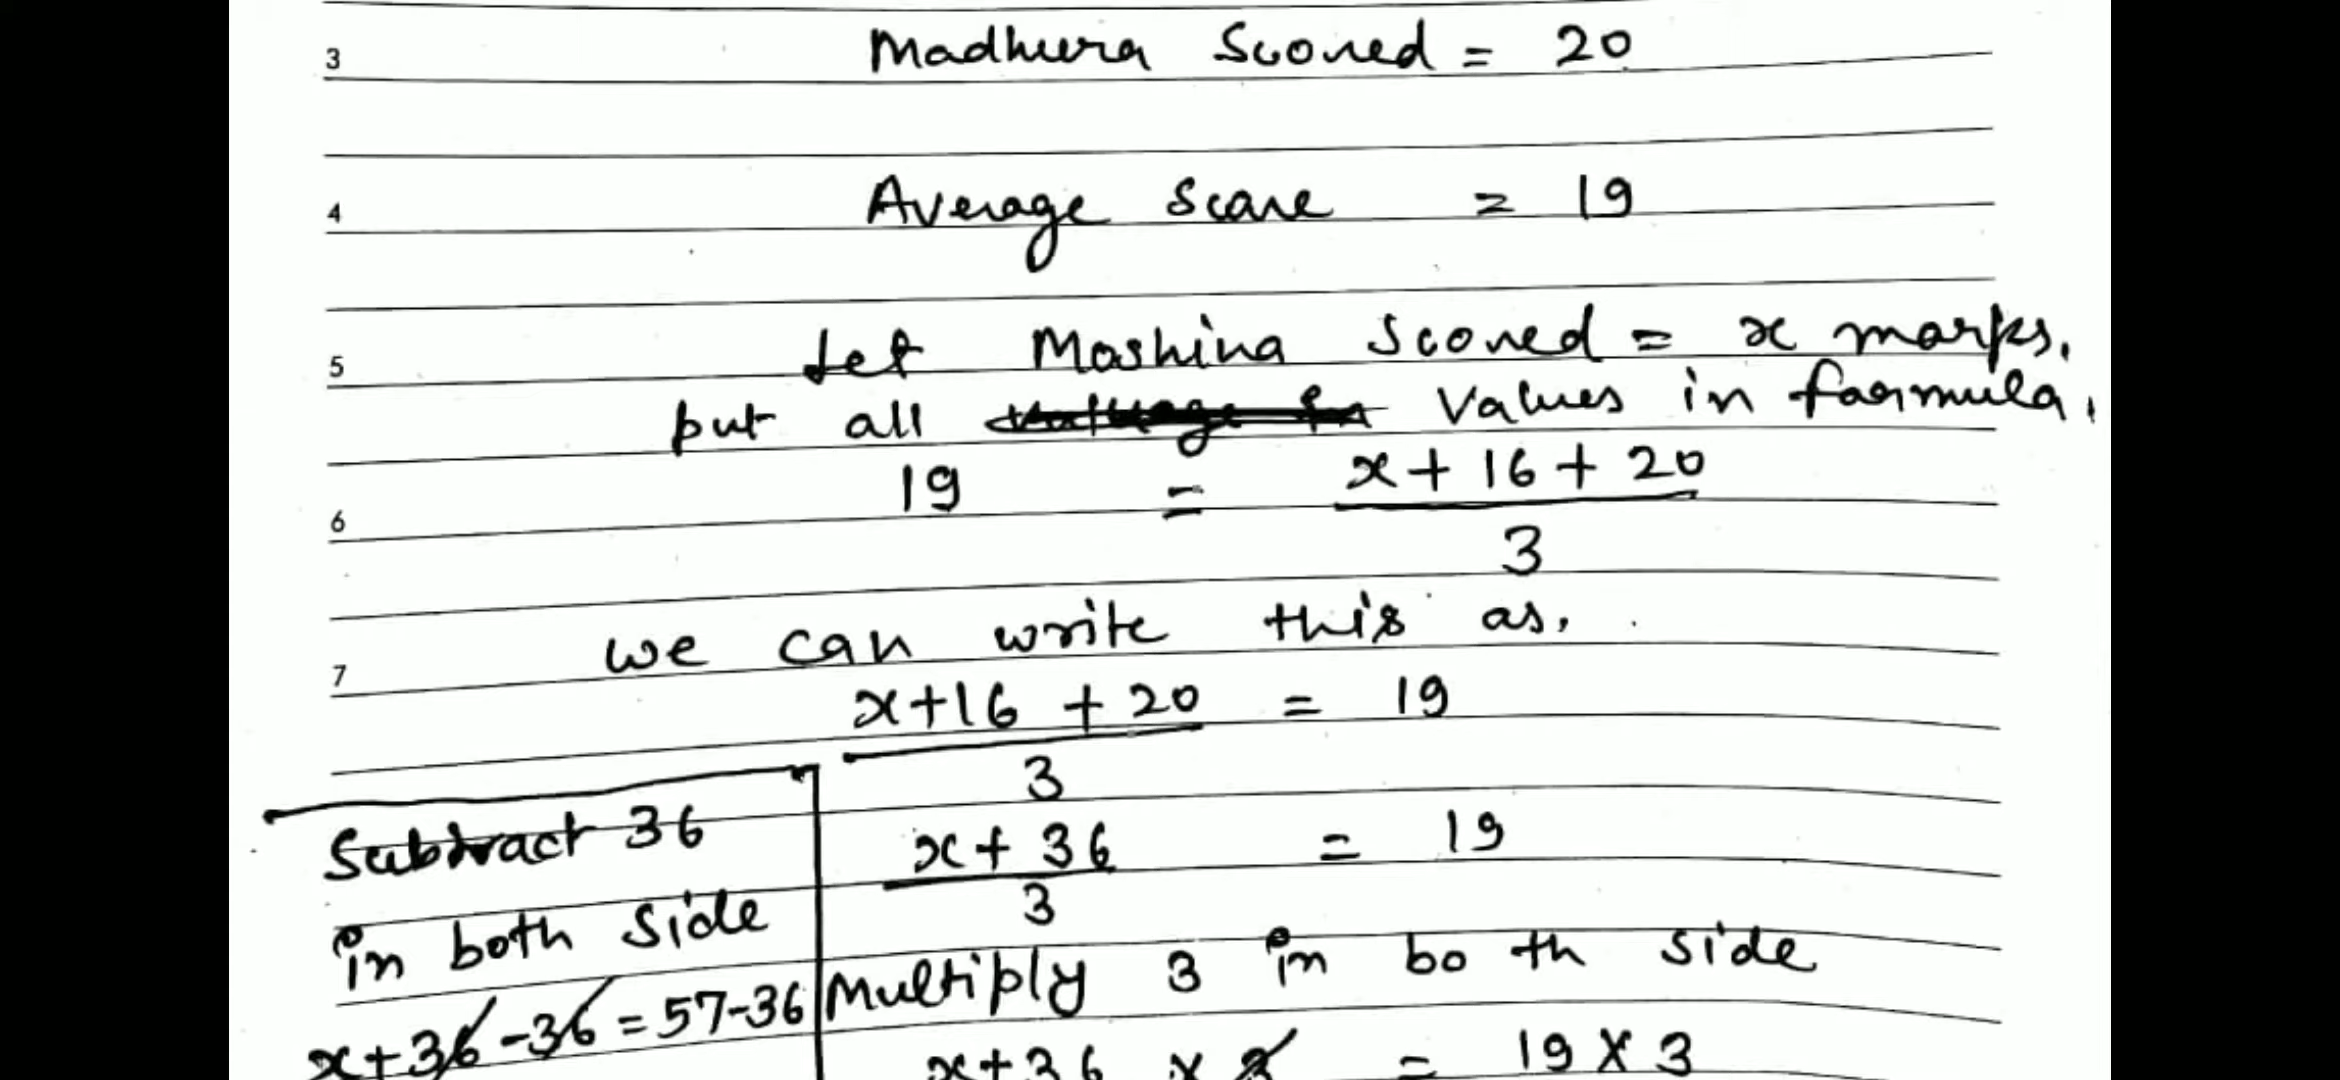 3 Madhura Scored = 20
4 Average Score = 19
5 Let Moshina Scored = x marks,
put all Values in formula,
6 19 = x + 16 + 20
3
we can write this as,
7
x+16 + 20 = 19
3
x + 36 = 19
3
Multiply 3 in both side
x+36 × 3 = 19 × 3
Subtract 36
in both side
x+36-36 = 57-36